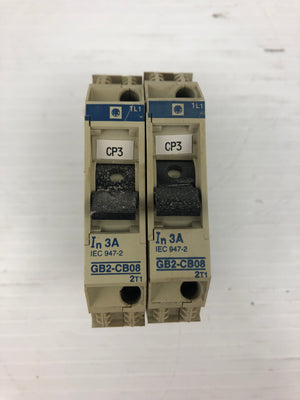 TL1
CP3
In 3A
IEC 947-2
GB2-CB08
2T1
1L1
CP3
In 3A
IEC 947-2
GB2-CB08
2T1